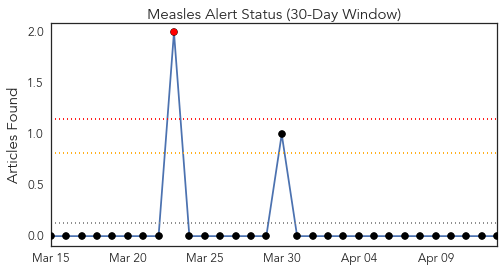 Measles Alert Status (30-Day Window)
Articles Found
2.0
1.5
1.0
0.5
0.0
Mar 15 Mar 20 Mar 25 Mar 30 Apr 04 Apr 09